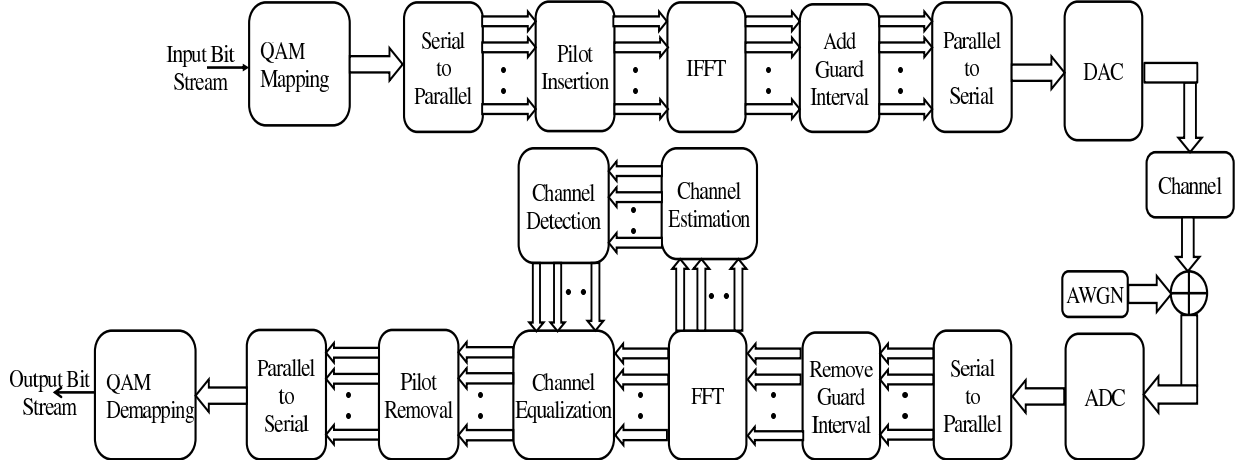 Input Bit
Stream
QAM
Mapping
Serial
to
Parallel
Pilot
Insertion
IFFT
Add
Guard
Interval
Parallel
to
Serial
DAC
Channel
AWGN
Channel
Detection
Channel
Estimation
Output Bit
Stream
QAM
Demapping
Parallel
to
Serial
Pilot
Removal
Channel
Equalization
FFT
Remove
Guard
Interval
Serial
to
Parallel
ADC